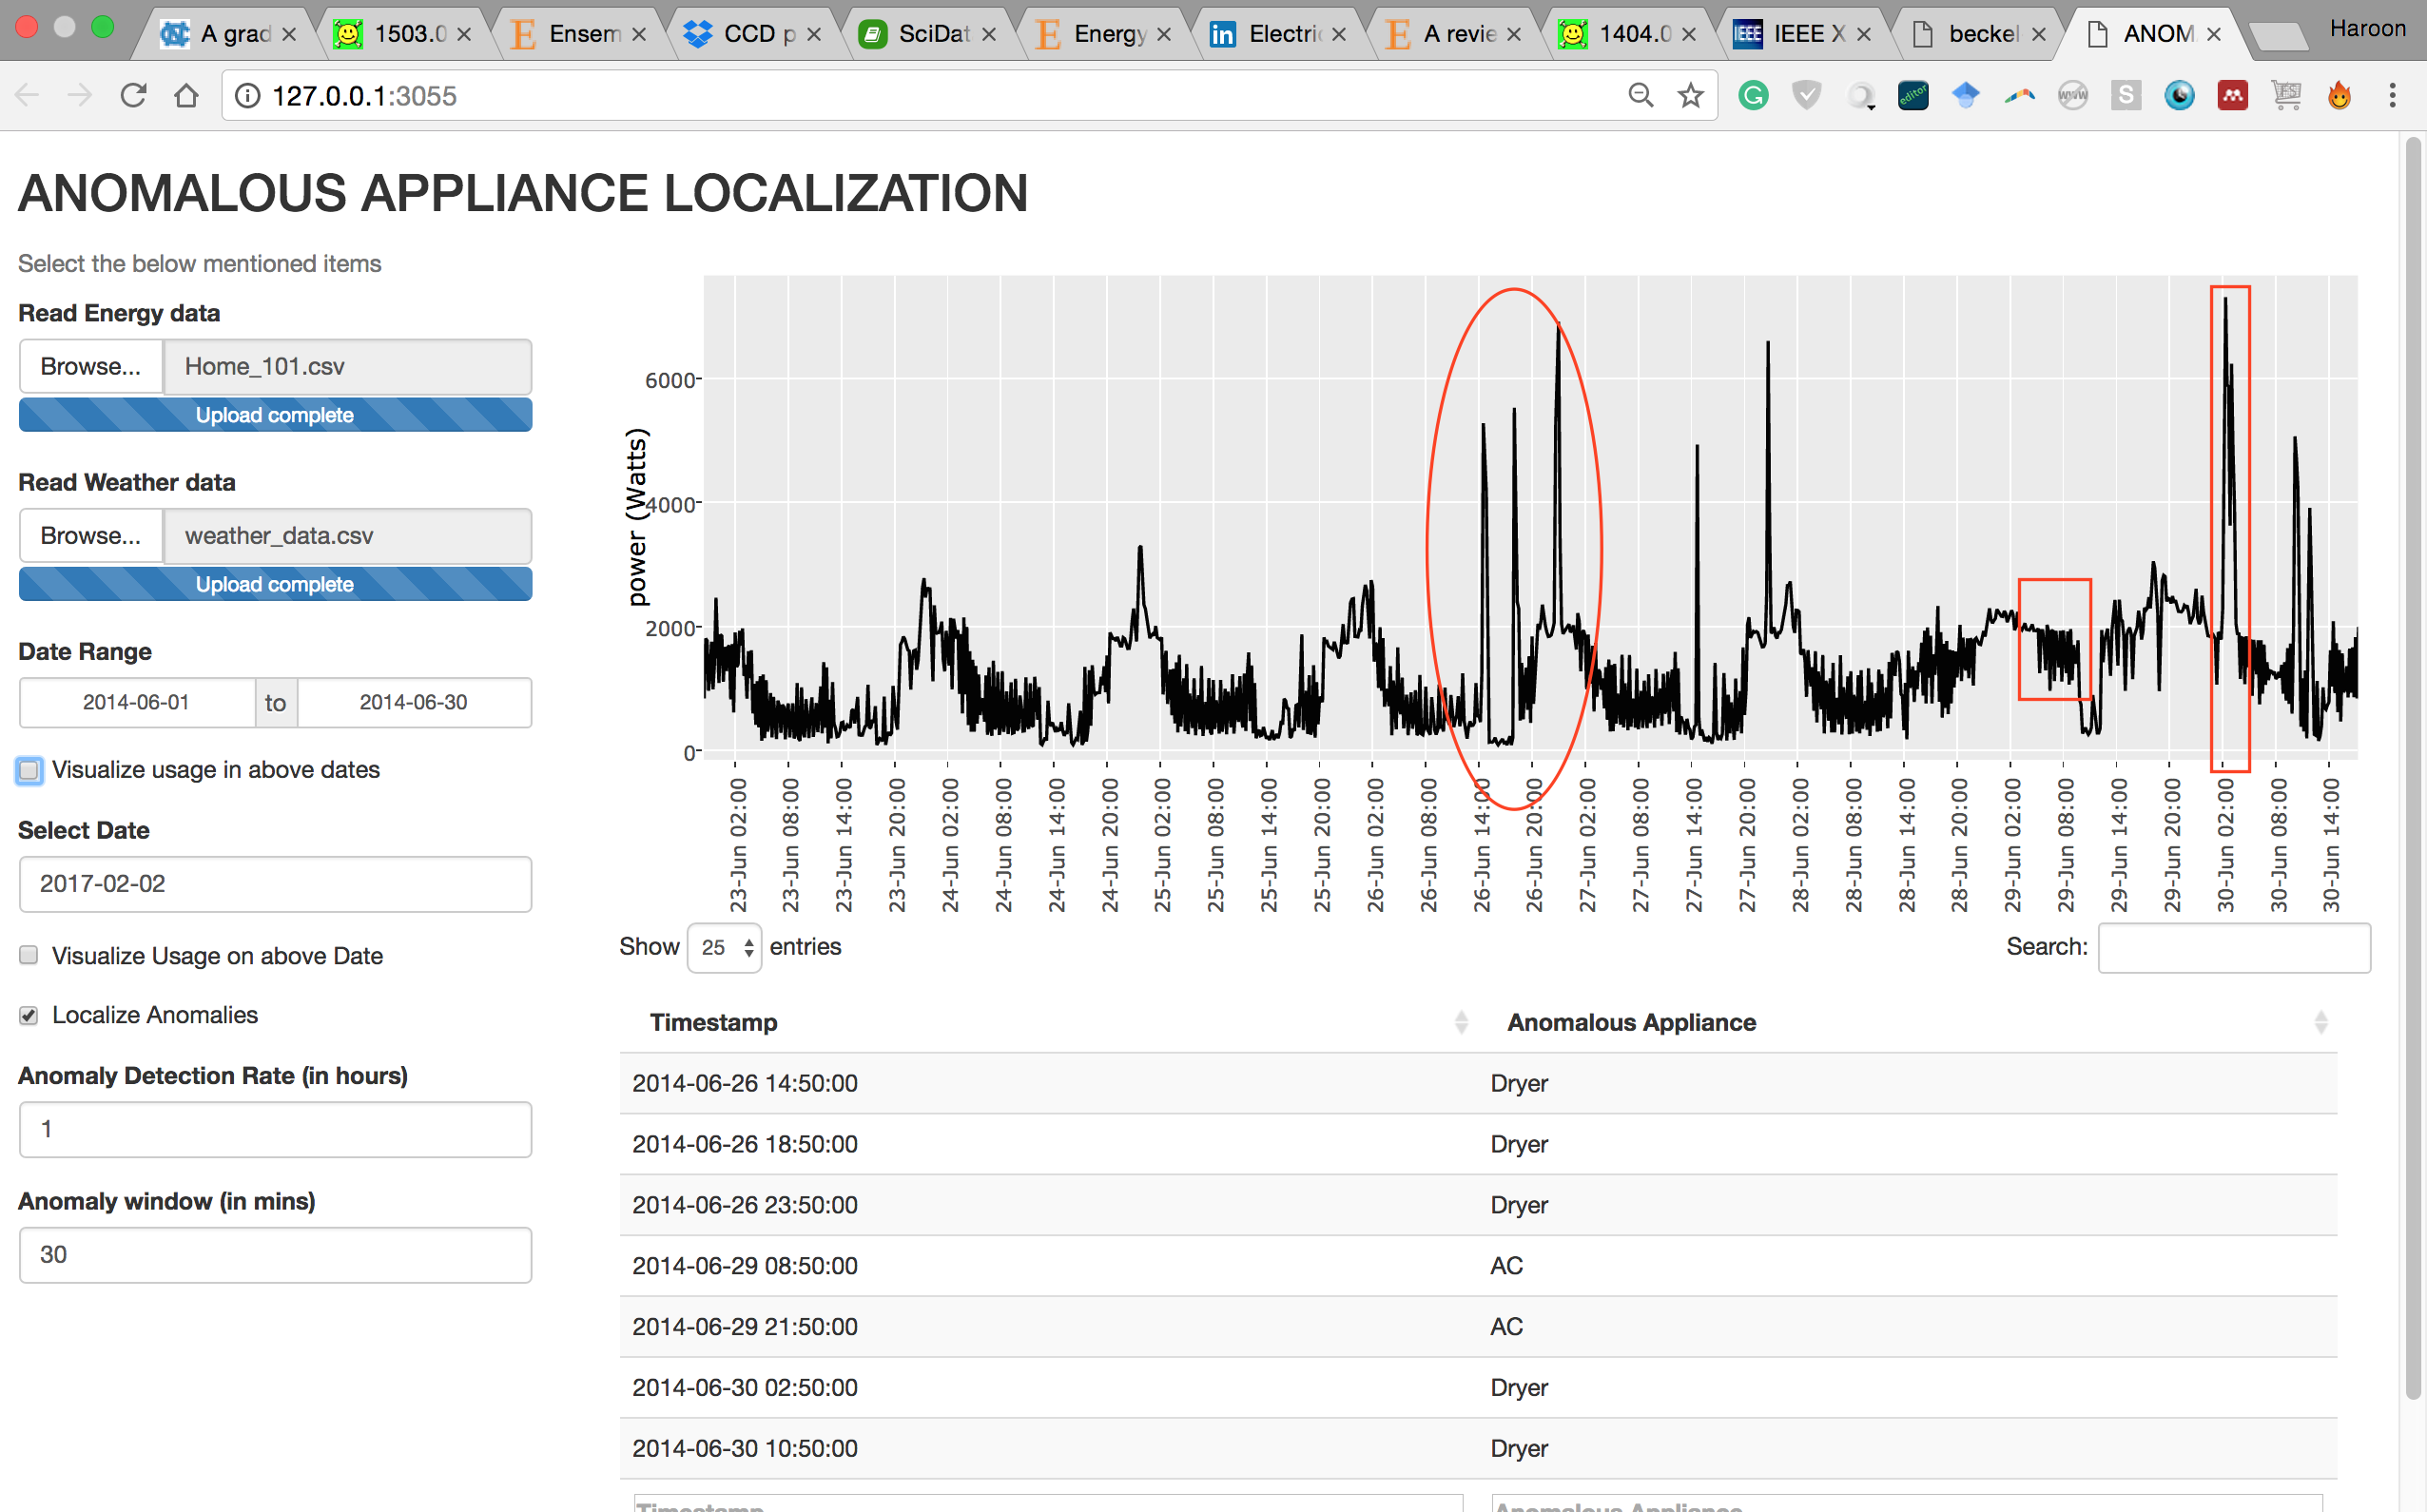 A grad 1503.0 Ensem CCD p SciDat Energy Electric A revie 1404.0 IEEE X beckel ANOM Haroon
127.0.0.1:3055
ANOMALOUS APPLIANCE LOCALIZATION
Select the below mentioned items
Read Energy data
Browse... Home_101.csv
Upload complete
Read Weather data
Browse... weather_data.csv
Upload complete
Date Range
2014-06-01 to 2014-06-30
Visualize usage in above dates
Select Date
2017-02-02
Visualize Usage on above Date
Localize Anomalies
Anomaly Detection Rate (in hours)
1
Anomaly window (in mins)
30
power (Watts)
6000
4000
2000
0
23-Jun 02:00
23-Jun 08:00
23-Jun 14:00
23-Jun 20:00
24-Jun 02:00
24-Jun 08:00
24-Jun 14:00
24-Jun 20:00
25-Jun 02:00
25-Jun 08:00
25-Jun 14:00
25-Jun 20:00
26-Jun 02:00
26-Jun 08:00
26-Jun 14:00
26-Jun 20:00
27-Jun 02:00
27-Jun 08:00
27-Jun 14:00
27-Jun 20:00
28-Jun 02:00
28-Jun 08:00
28-Jun 14:00
28-Jun 20:00
29-Jun 02:00
29-Jun 08:00
29-Jun 14:00
29-Jun 20:00
30-Jun 02:00
30-Jun 08:00
30-Jun 14:00
Show 25 entries Search:
Timestamp Anomalous Appliance
2014-06-26 14:50:00 Dryer
2014-06-26 18:50:00 Dryer
2014-06-26 23:50:00 Dryer
2014-06-29 08:50:00 AC
2014-06-29 21:50:00 AC
2014-06-30 02:50:00 Dryer
2014-06-30 10:50:00 Dryer
Timestamp Anomalous Appliance